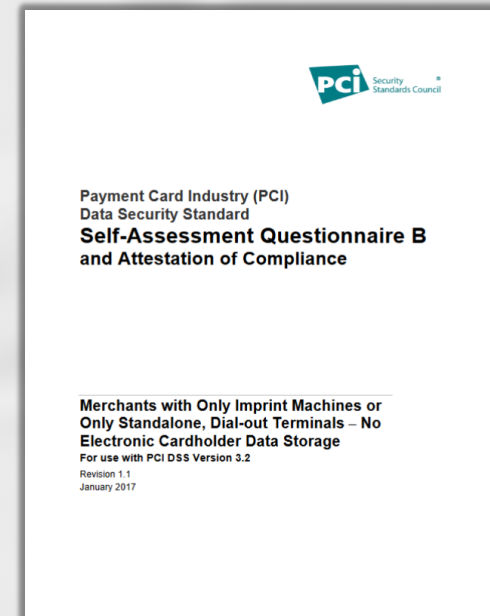 PCI Security
Standards Council
®
Payment Card Industry (PCI)
Data Security Standard
Self-Assessment Questionnaire B
and Attestation of Compliance
Merchants with Only Imprint Machines or
Only Standalone, Dial-out Terminals – No
Electronic Cardholder Data Storage
For use with PCI DSS Version 3.2
Revision 1.1
January 2017